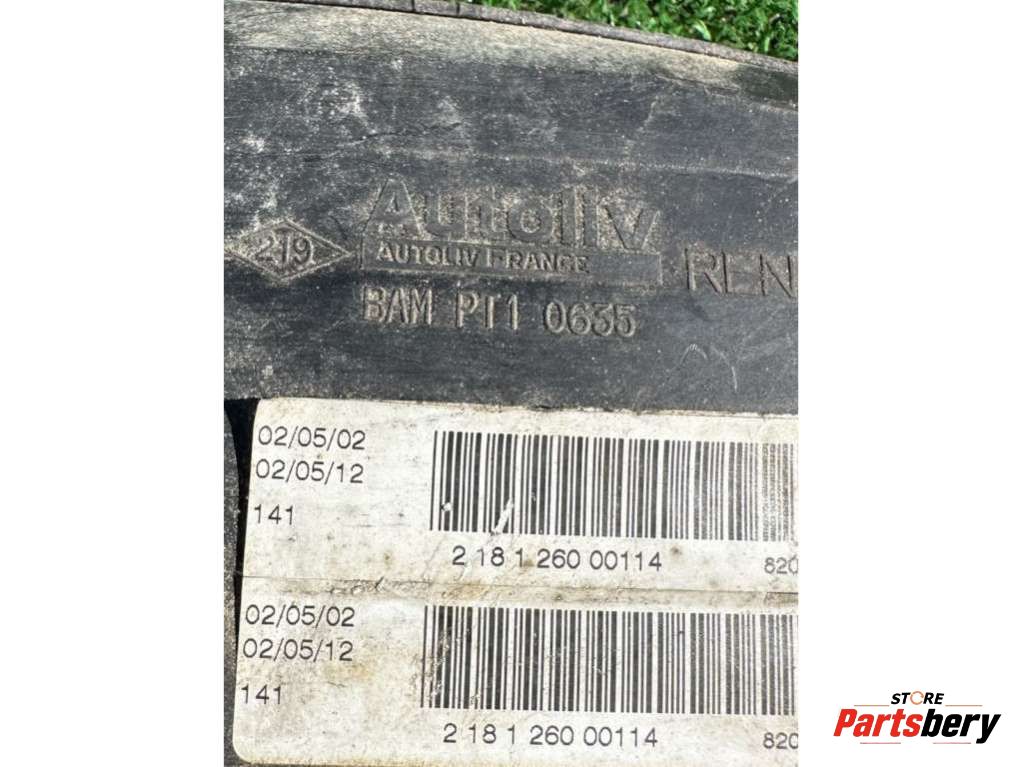 Autoliv
219
AUTOLIV FRANCE
REN
BAM PT1 0635
02/05/02
02/05/12
141
2 18 1 260 00114
820
02/05/02
02/05/12
141
2 18 1 260 00114
820
STORE
Partsbery